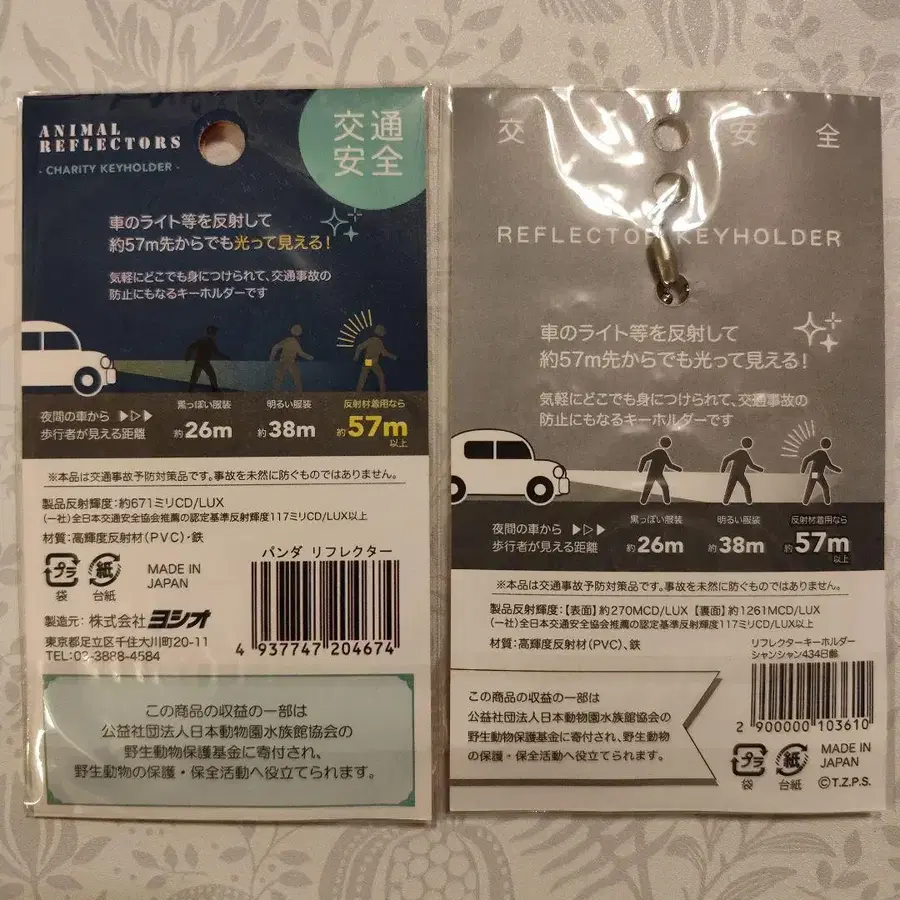 ANIMAL
REFLECTORS
- CHARITY KEYHOLDER -
交通
安全
車のライト等を反射して
約57m先からでも光って見える!
気軽にどこでも身につけられて、交通事故の
防止にもなるキーホルダーです
夜間の車から ▶▷▶
歩行者が見える距離
黒っぽい服装
約26m
明るい服装
約38m
反射材着用なら
約57m
以上
※本品は交通事故予防対策品です。事故を未然に防ぐものではありません。
製品反射輝度:約671ミリCD/LUX
(一社)全日本交通安全協会推薦の認定基準反射輝度117ミリCD/LUX以上
材質:高輝度反射材(PVC)・鉄
パンダ リフレクター
プラ
袋
紙
台紙
MADE IN
JAPAN
製造元:株式会社ヨシオ
東京都足立区千住大川町20-11
TEL:03-3888-4584
4 937747 204674
この商品の収益の一部は
公益社団法人日本動物園水族館協会の
野生動物保護基金に寄付され、
野生動物の保護・保全活動へ役立てられます。
交 安 全
REFLECTOR KEYHOLDER
車のライト等を反射して
約57m先からでも光って見える!
気軽にどこでも身につけられて、交通事故の
防止にもなるキーホルダーです
夜間の車から ▶▷▶
歩行者が見える距離
黒っぽい服装
約26m
明るい服装
約38m
反射材着用なら
約57m
以上
※本品は交通事故予防対策品です。事故を未然に防ぐものではありません。
製品反射輝度:【表面】約270MCD/LUX 【裏面】約1261MCD/LUX
(一社)全日本交通安全協会推薦の認定基準反射輝度117ミリCD/LUX以上
材質:高輝度反射材(PVC)、鉄
リフレクターキーホルダー
シャンシャン434日齢
2 900000 103610
この商品の収益の一部は
公益社団法人日本動物園水族館協会の
野生動物保護基金に寄付され、野生動物
の保護・保全活動へ役立てられます。
プラ
袋
紙
台紙
MADE IN
JAPAN
©T.Z.P.S.